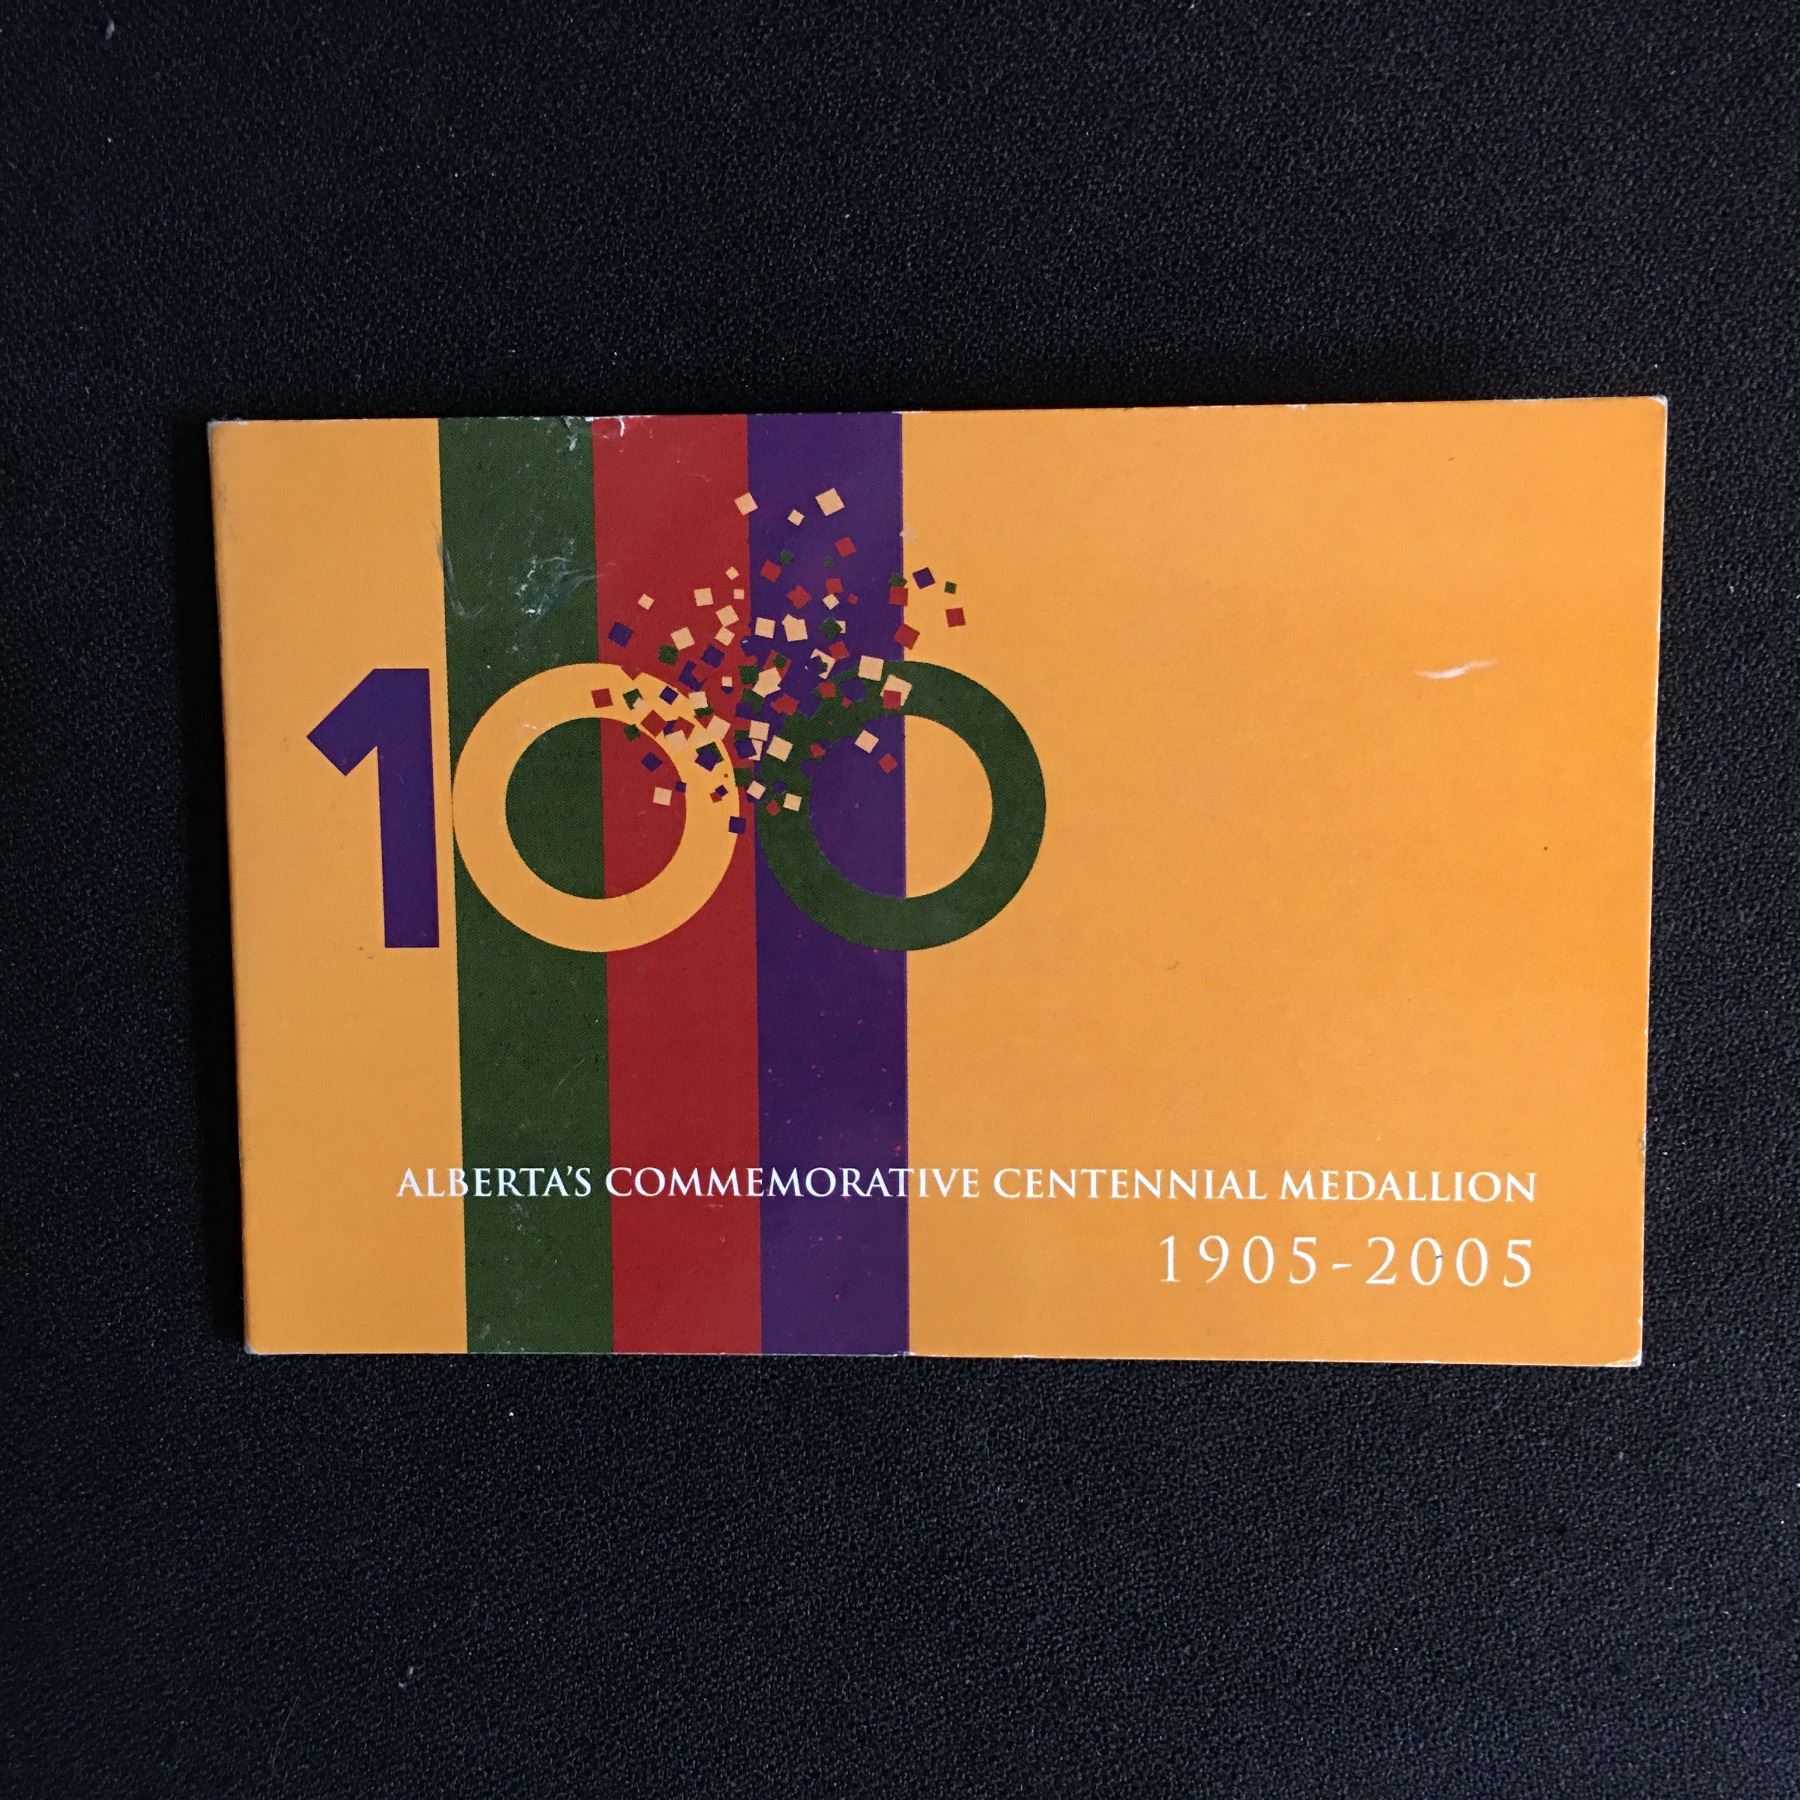 100
ALBERTA'S COMMEMORATIVE CENTENNIAL MEDALLION
1905-2005